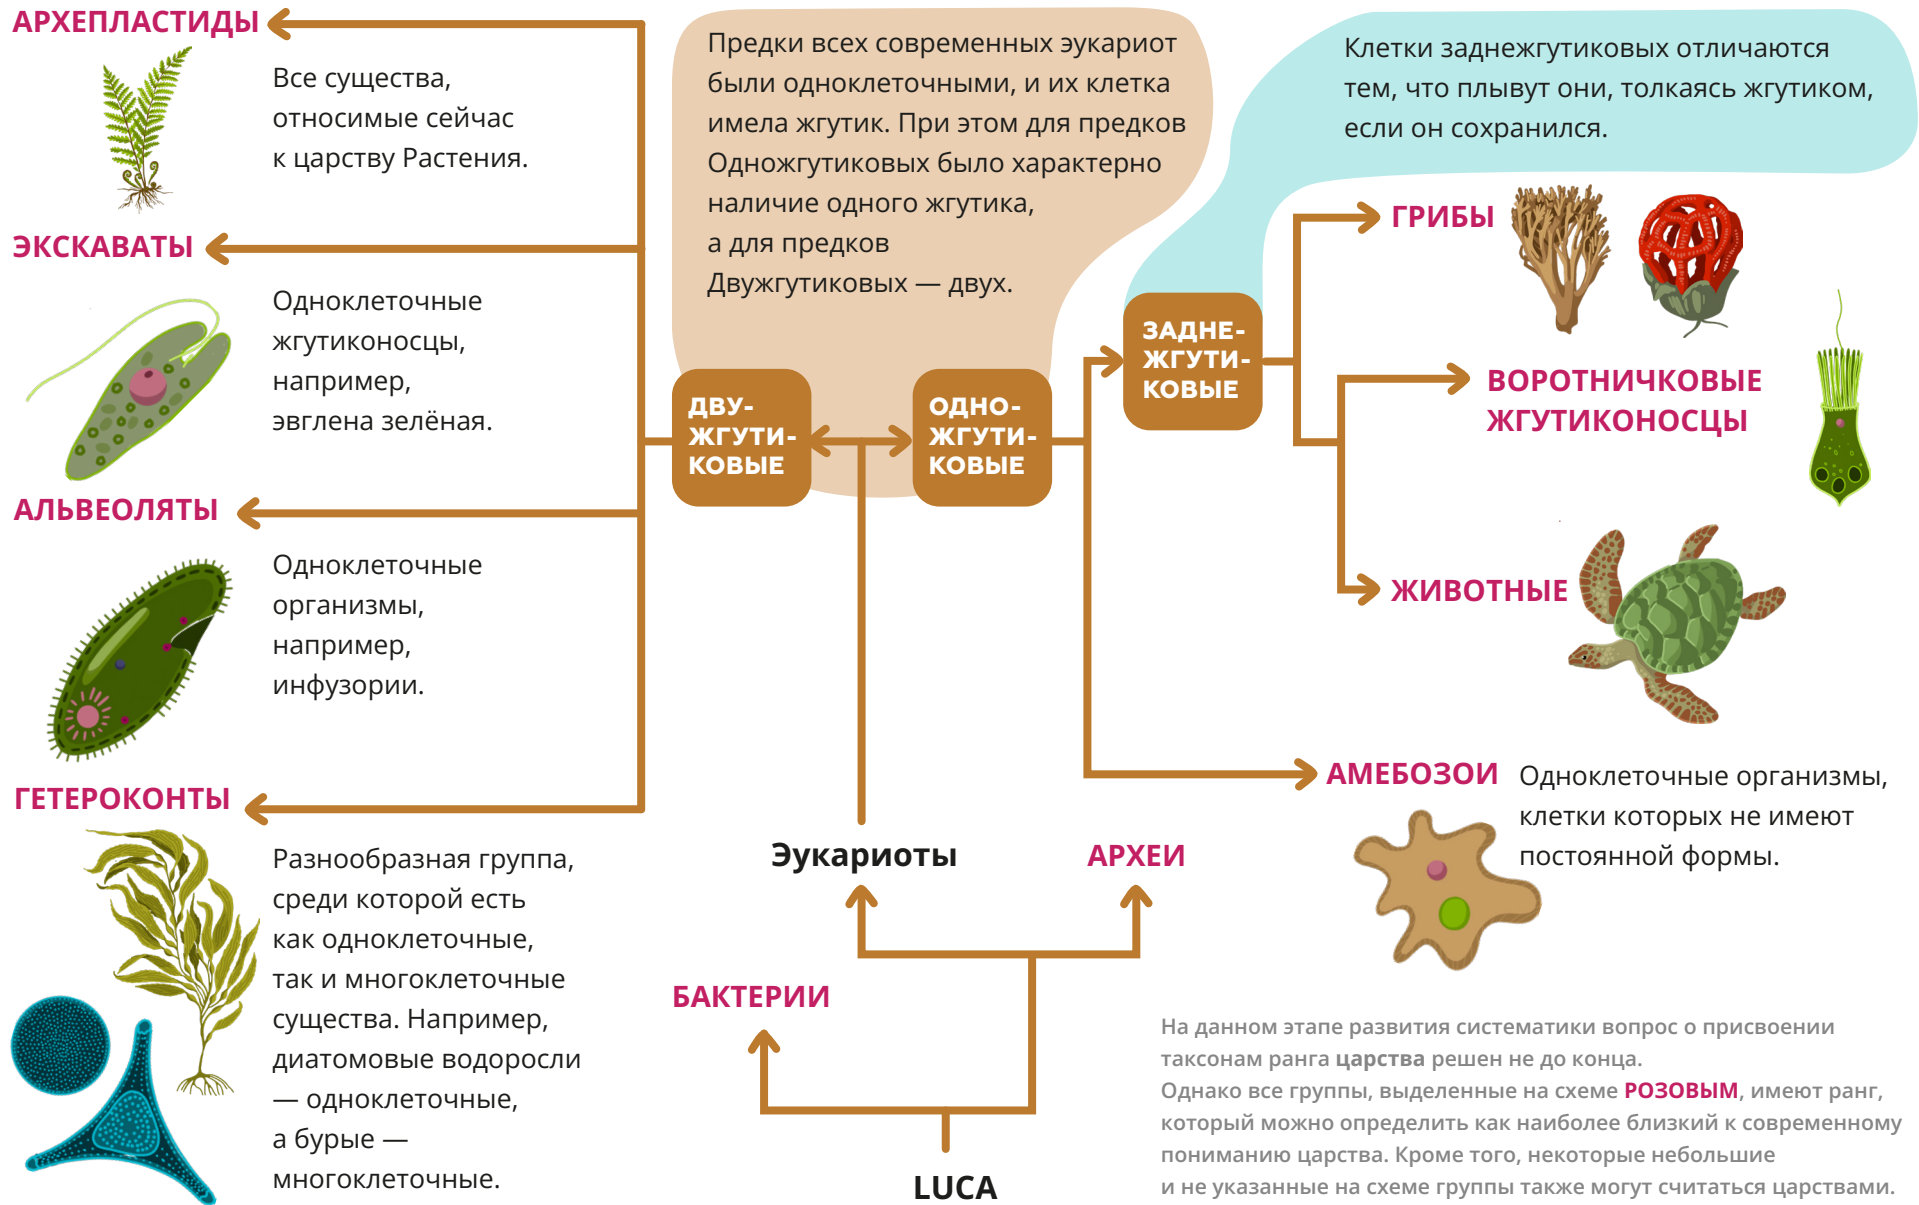 АРХЕПЛАСТИДЫ
Все существа,
относимые сейчас
к царству Растения.
ЭКСКАВАТЫ
Одноклеточные
жгутиконосцы,
например,
эвглена зелёная.
АЛЬВЕОЛЯТЫ
Одноклеточные
организмы,
например,
инфузории.
ГЕТЕРОКОНТЫ
Разнообразная группа,
среди которой есть
как одноклеточные,
так и многоклеточные
существа. Например,
диатомовые водоросли
— одноклеточные,
а бурые —
многоклеточные.
Предки всех современных эукариот
были одноклеточными, и их клетка
имела жгутик. При этом для предков
Одножгутиковых было характерно
наличие одного жгутика,
а для предков
Двужгутиковых — двух.
ДВУ-
ЖГУТИ-
КОВЫЕ
ОДНО-
ЖГУТИ-
КОВЫЕ
Клетки заднежгутиковых отличаются
тем, что плывут они, толкаясь жгутиком,
если он сохранился.
ЗАДНЕ-
ЖГУТИ-
КОВЫЕ
ГРИБЫ
ВОРОТНИЧКОВЫЕ
ЖГУТИКОНОСЦЫ
ЖИВОТНЫЕ
АМЕБОЗОИ
Одноклеточные организмы,
клетки которых не имеют
постоянной формы.
Эукариоты
АРХЕИ
БАКТЕРИИ
LUCA
На данном этапе развития систематики вопрос о присвоении
таксонам ранга царства решен не до конца.
Однако все группы, выделенные на схеме РОЗОВЫМ, имеют ранг,
который можно определить как наиболее близкий к современному
пониманию царства. Кроме того, некоторые небольшие
и не указанные на схеме группы также могут считаться царствами.